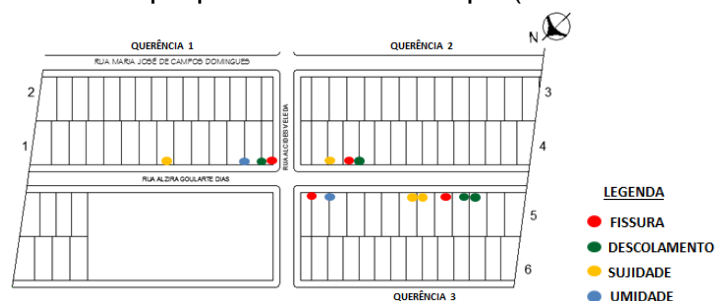 N
QUERÊNCIA 1
QUERÊNCIA 2
RUA MARIA JOSÉ DE CAMPOS DOMINGUES
2
3
RUA ALCIDES VELEDA
1
4
RUA ALZIRA GOULARTE DIAS
5
6
QUERÊNCIA 3
LEGENDA
FISSURA
DESCOLAMENTO
SUJIDADE
UMIDADE